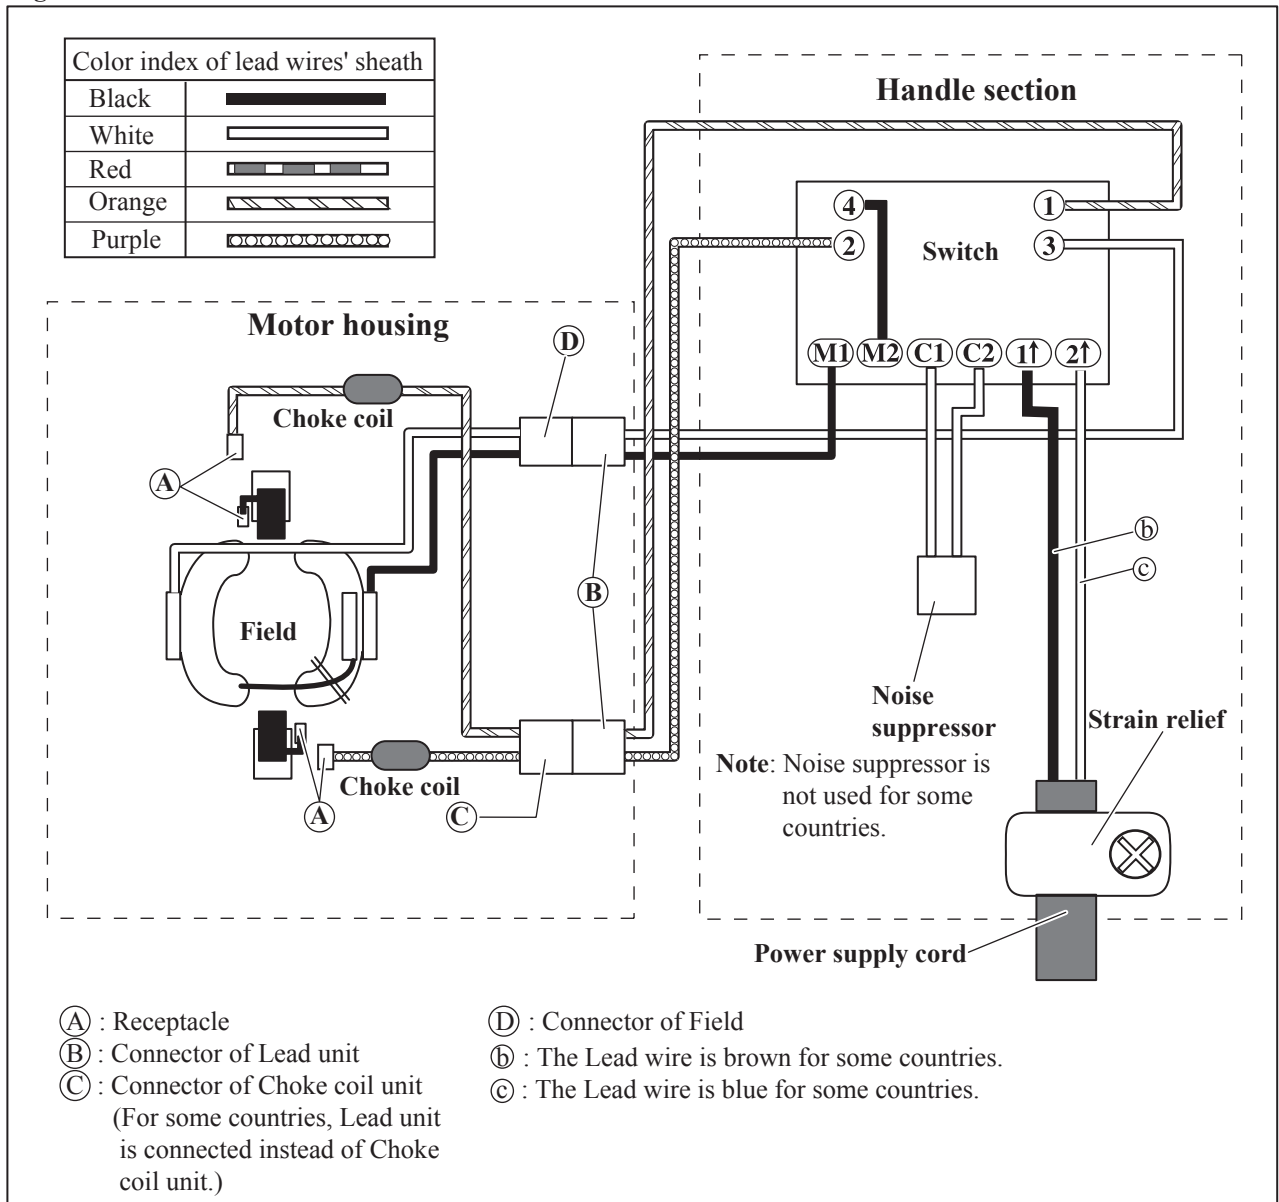 Color index of lead wires' sheath
Black
White
Red
Orange
Purple
Handle section
4
1
2
3
Switch
M1 M2 C1 C2 1↑ 2↑
Motor housing
D
Choke coil
A
b
c
B
Field
Noise
suppressor
Strain relief
Note: Noise suppressor is
not used for some
countries.
Choke coil
A
C
Power supply cord
A : Receptacle
B : Connector of Lead unit
C : Connector of Choke coil unit
(For some countries, Lead unit
is connected instead of Choke
coil unit.)
D : Connector of Field
b : The Lead wire is brown for some countries.
c : The Lead wire is blue for some countries.